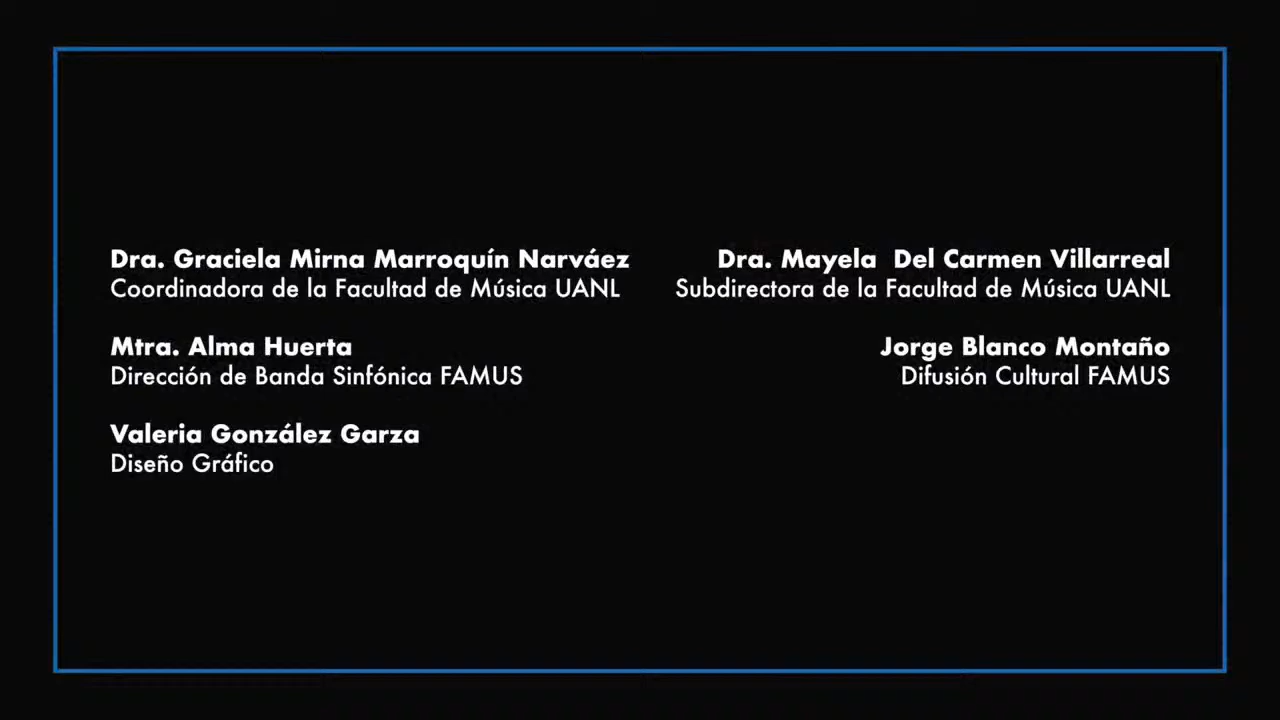 Dra. Graciela Mirna Marroquín Narváez
Coordinadora de la Facultad de Música UANL
Mtra. Alma Huerta
Dirección de Banda Sinfónica FAMUS
Valeria González Garza
Diseño Gráfico
Dra. Mayela  Del Carmen Villarreal
Subdirectora de la Facultad de Música UANL
Jorge Blanco Montaño
Difusión Cultural FAMUS